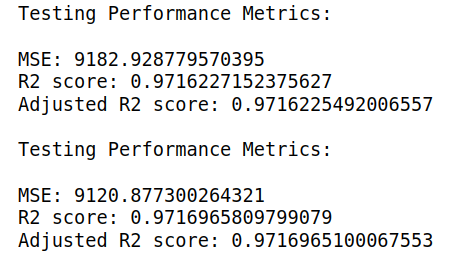 Testing Performance Metrics:
MSE: 9182.928779570395
R2 score: 0.9716227152375627
Adjusted R2 score: 0.9716225492006557
Testing Performance Metrics:
MSE: 9120.877300264321
R2 score: 0.9716965809799079
Adjusted R2 score: 0.9716965100067553